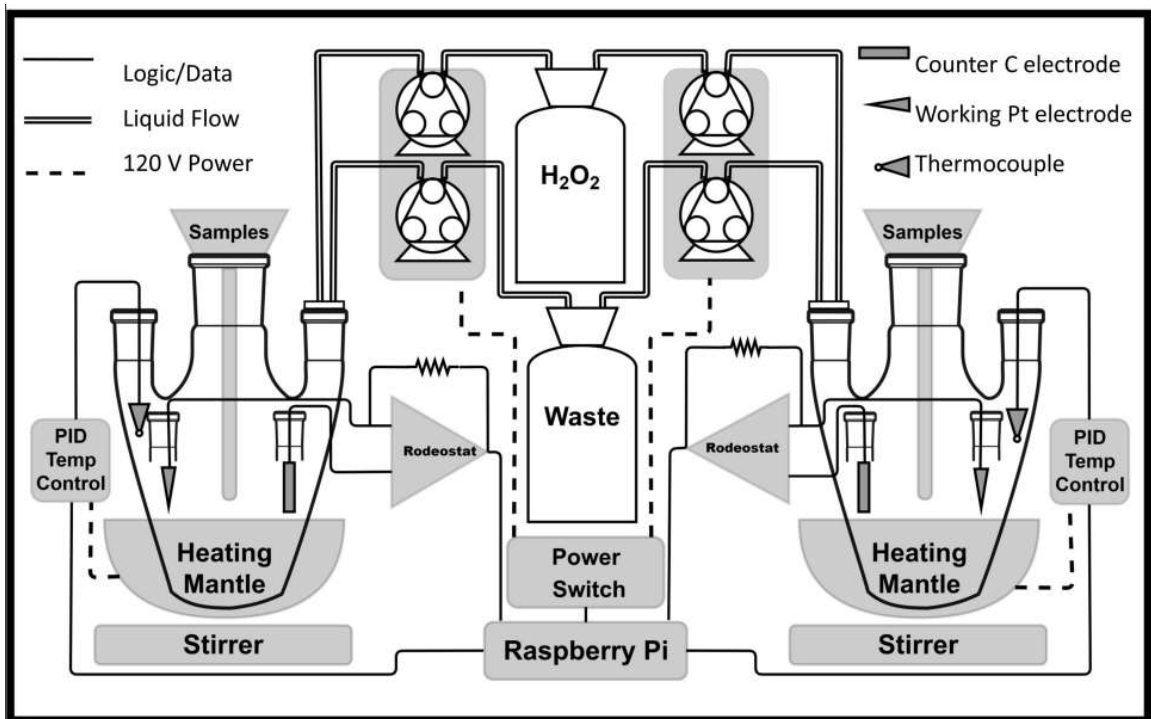 Logic/Data
Liquid Flow
120 V Power
Counter C electrode
Working Pt electrode
Thermocouple
H₂O₂
Samples
Samples
Waste
Rodeostat
Rodeostat
PID
Temp
Control
PID
Temp
Control
Heating
Mantle
Heating
Mantle
Power
Switch
Stirrer
Raspberry Pi
Stirrer